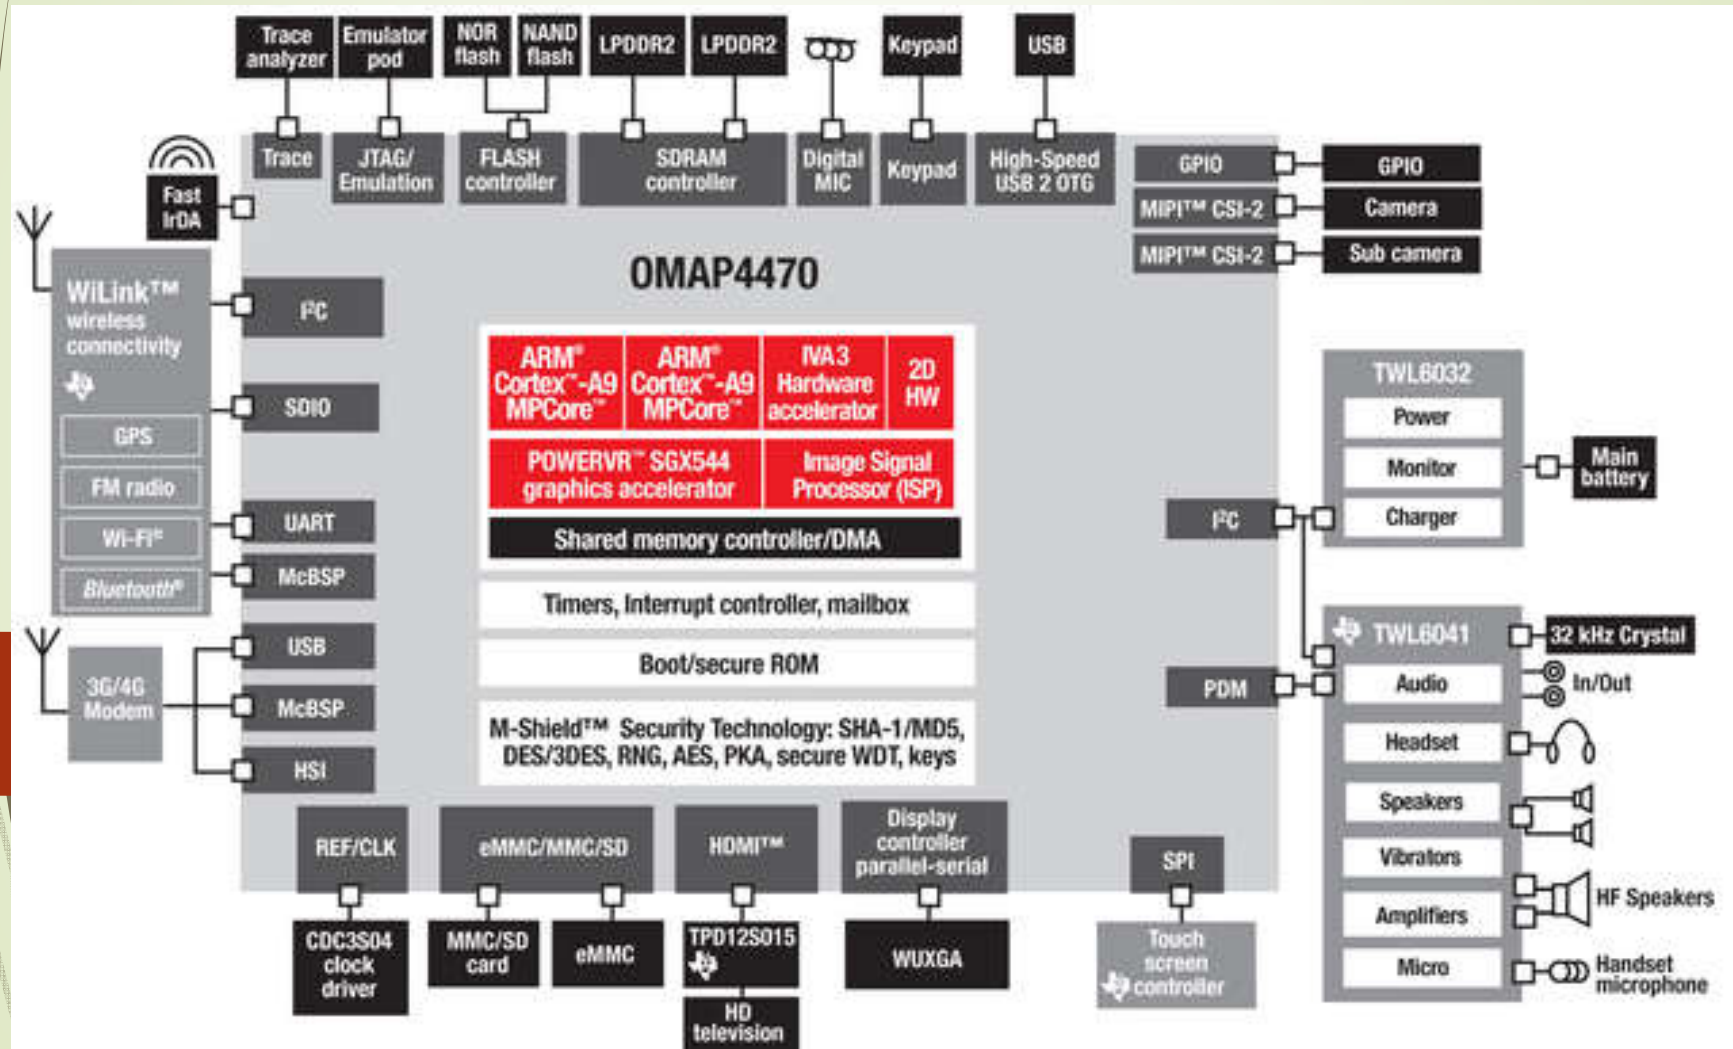 Trace
analyzer
Emulator
pod
NOR
flash
NAND
flash
LPDDR2
LPDDR2
Keypad
USB
Trace
JTAG/
Emulation
FLASH
controller
SDRAM
controller
Digital
MIC
Keypad
High-Speed
USB 2 OTG
GPIO
GPIO
MIPI™ CSI-2
Camera
MIPI™ CSI-2
Sub camera
Fast
IrDA
OMAP4470
WiLink™
wireless
connectivity
GPS
FM radio
Wi-Fi®
Bluetooth®
I²C
SDIO
UART
McBSP
3G/4G
Modem
USB
McBSP
HSI
ARM®
Cortex™-A9
MPCore™
ARM®
Cortex™-A9
MPCore™
IVA3
Hardware
accelerator
2D
HW
POWERVR™ SGX544
graphics accelerator
Image Signal
Processor (ISP)
Shared memory controller/DMA
Timers, Interrupt controller, mailbox
Boot/secure ROM
M-Shield™ Security Technology: SHA-1/MD5,
DES/3DES, RNG, AES, PKA, secure WDT, keys
I²C
PDM
TWL6032
Power
Monitor
Charger
Main
battery
TWL6041
32 kHz Crystal
Audio
In/Out
Headset
Speakers
Vibrators
Amplifiers
HF Speakers
Micro
Handset
microphone
REF/CLK
eMMC/MMC/SD
HDMI™
Display
controller
parallel-serial
SPI
CDC3S04
clock
driver
MMC/SD
card
eMMC
TPD12S015
HD
television
WUXGA
Touch
screen
controller